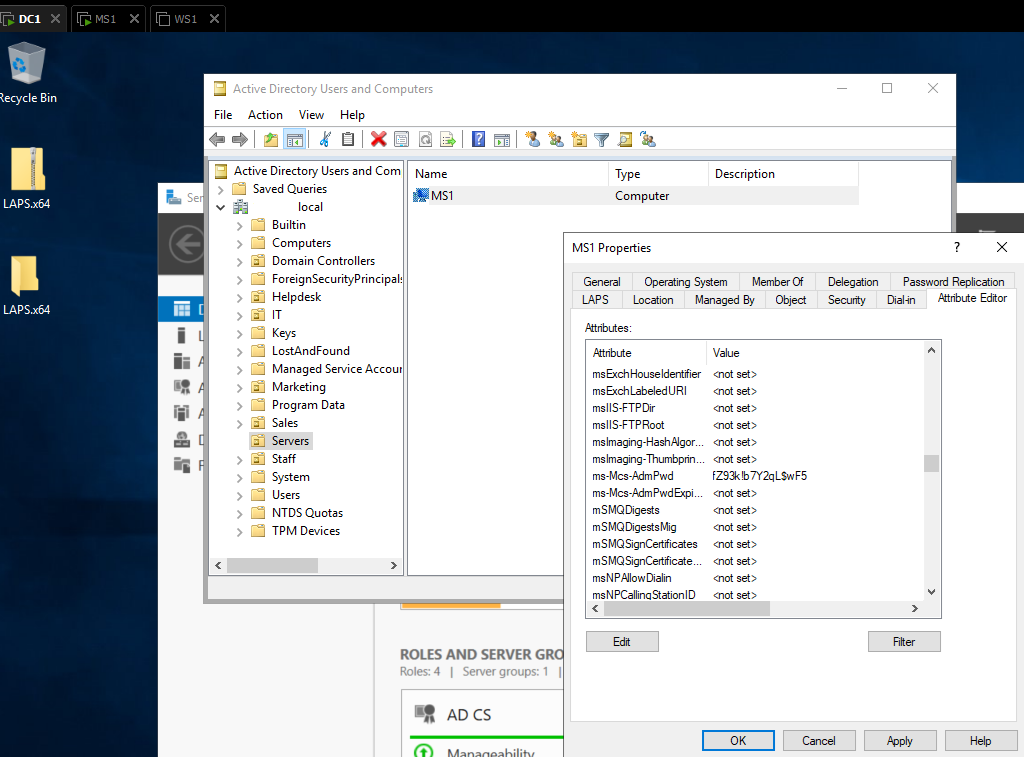 DC1
MS1
WS1
Recycle Bin
LAPS.x64
LAPS.x64
Active Directory Users and Computers
File Action View Help
Active Directory Users and Com
Saved Queries
local
Builtin
Computers
Domain Controllers
ForeignSecurityPrincipals
Helpdesk
IT
Keys
LostAndFound
Managed Service Accour
Marketing
Program Data
Sales
Servers
Staff
System
Users
NTDS Quotas
TPM Devices
Name Type Description
MS1 Computer
Ser
D
L
A
A
A
D
F
MS1 Properties
General Operating System Member Of Delegation Password Replication
LAPS Location Managed By Object Security Dial-in Attribute Editor
Attributes:
Attribute Value
msExchHouseIdentifier <not set>
msExchLabeledURI <not set>
msIIS-FTPDir <not set>
msIIS-FTPRoot <not set>
msImaging-HashAlgor... <not set>
msImaging-Thumbprin... <not set>
ms-Mcs-AdmPwd fZ93k!b7Y2qL$wF5
ms-Mcs-AdmPwdExpi... <not set>
mSMQDigests <not set>
mSMQDigestsMig <not set>
mSMQSignCertificates <not set>
mSMQSignCertificate... <not set>
msNPAllowDialin <not set>
msNPCallingStationID <not set>
Edit Filter
OK Cancel Apply Help
ROLES AND SERVER GRO
Roles: 4 | Server groups: 1 |
AD CS
Manageability